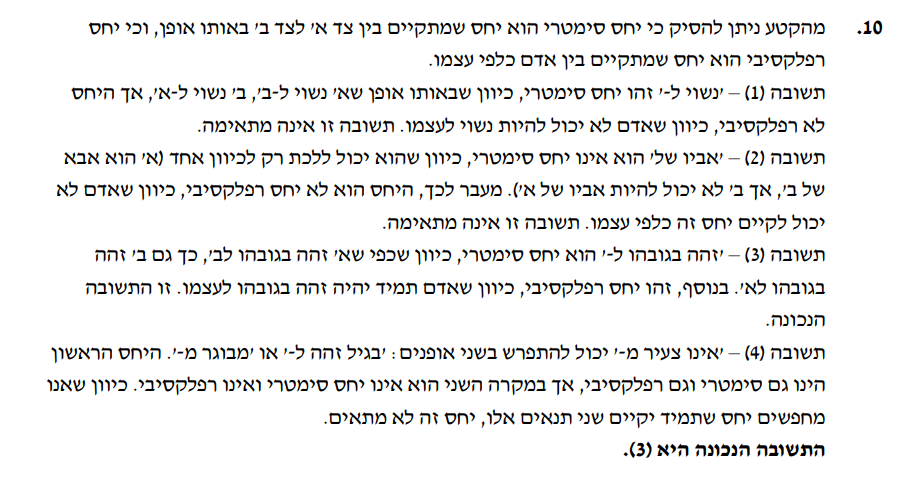 10. מהקטע ניתן להסיק כי יחס סימטרי הוא יחס שמתקיים בין צד א' לצד ב' באותו אופן, וכי יחס
רפלקסיבי הוא יחס שמתקיים בין אדם כלפי עצמו.
תשובה (1) – 'נשוי ל-' זהו יחס סימטרי, כיוון שבאותו אופן שא' נשוי ל-ב', ב' נשוי ל-א', אך היחס
לא רפלקסיבי, כיוון שאדם לא יכול להיות נשוי לעצמו. תשובה זו אינה מתאימה.
תשובה (2) – 'אביו של' הוא אינו יחס סימטרי, כיוון שהוא יכול ללכת רק לכיוון אחד (א' הוא אבא
של ב', אך ב' לא יכול להיות אביו של א'). מעבר לכך, היחס הוא לא יחס רפלקסיבי, כיוון שאדם לא
יכול לקיים יחס זה כלפי עצמו. תשובה זו אינה מתאימה.
תשובה (3) – 'זהה בגובהו ל-' הוא יחס סימטרי, כיוון שכפי שא' זהה בגובהו לב', כך גם ב' זהה
בגובהו לא'. בנוסף, זהו יחס רפלקסיבי, כיוון שאדם תמיד יהיה זהה בגובהו לעצמו. זו התשובה
הנכונה.
תשובה (4) – 'אינו צעיר מ-' יכול להתפרש בשני אופנים: 'בגיל זהה ל-' או 'מבוגר מ-'. היחס הראשון
הינו גם סימטרי וגם רפלקסיבי, אך במקרה השני הוא אינו יחס סימטרי ואינו רפלקסיבי. כיוון שאנו
מחפשים יחס שתמיד יקיים שני תנאים אלו, יחס זה לא מתאים.
התשובה הנכונה היא (3).